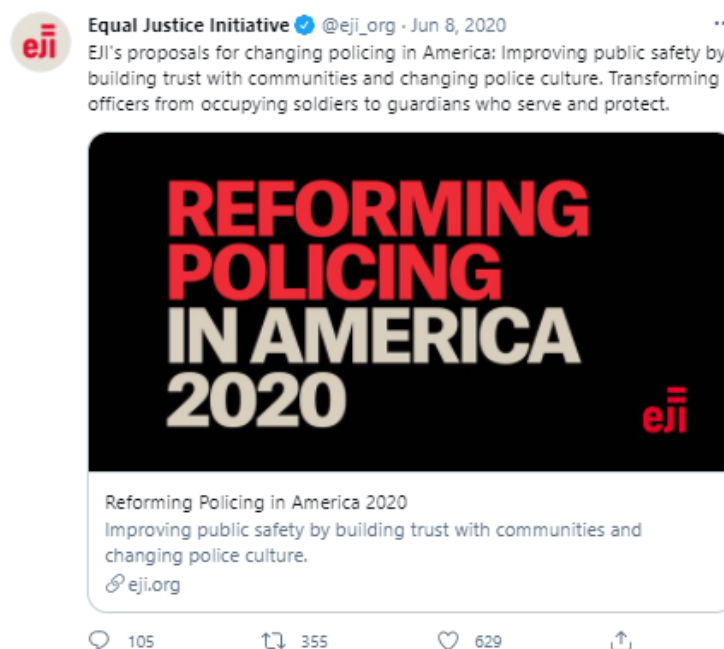 eji
Equal Justice Initiative @eji_org · Jun 8, 2020
EJI's proposals for changing policing in America: Improving public safety by
building trust with communities and changing police culture. Transforming
officers from occupying soldiers to guardians who serve and protect.
REFORMING
POLICING
IN AMERICA
2020
eji
Reforming Policing in America 2020
Improving public safety by building trust with communities and
changing police culture.
eji.org
105 355 629